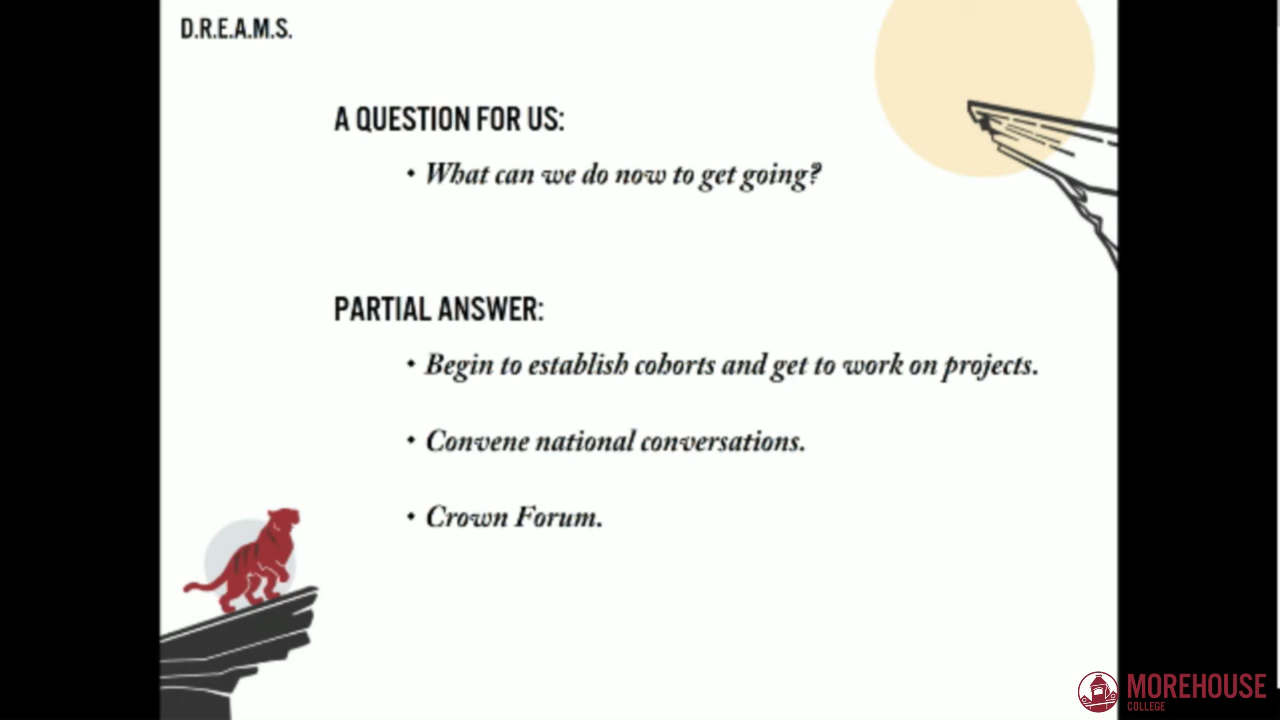 D.R.E.A.M.S.
A QUESTION FOR US:
• What can we do now to get going?
PARTIAL ANSWER:
• Begin to establish cohorts and get to work on projects.
• Convene national conversations.
• Crown Forum.
MOREHOUSE
COLLEGE